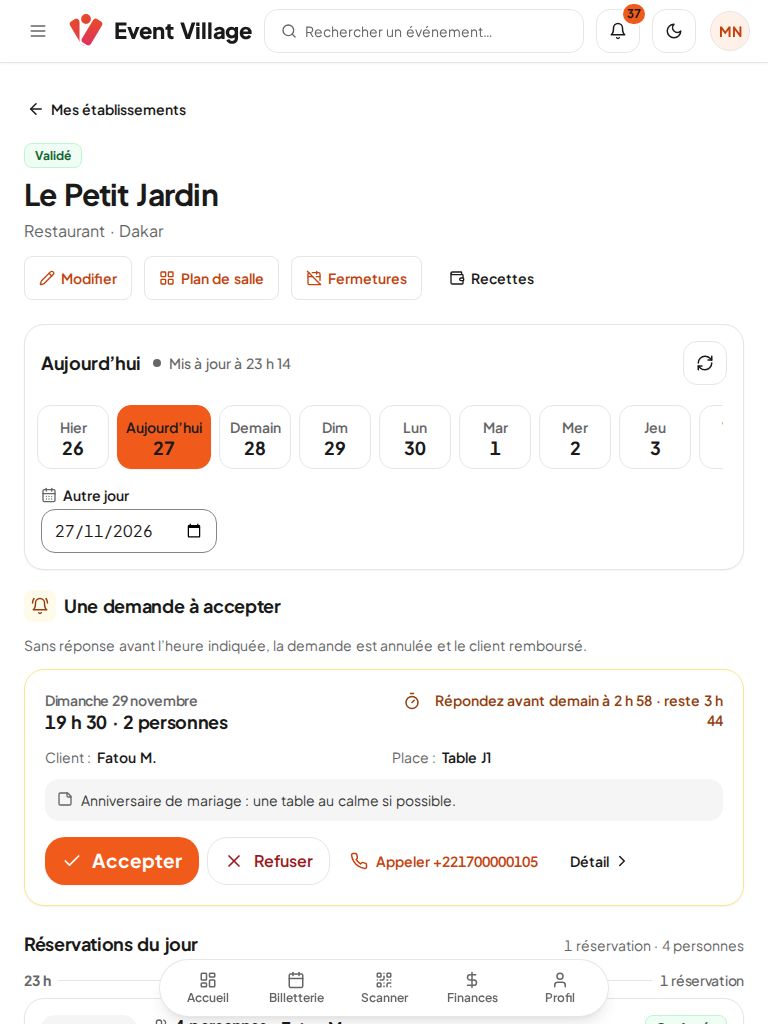 Event Village
Rechercher un événement…
37
MN
Mes établissements
Validé
Le Petit Jardin
Restaurant · Dakar
Modifier
Plan de salle
Fermetures
Recettes
Aujourd’hui
Mis à jour à 23 h 14
Hier
26
Aujourd’hui
27
Demain
28
Dim
29
Lun
30
Mar
1
Mer
2
Jeu
3
Autre jour
27/11/2026
Une demande à accepter
Sans réponse avant l’heure indiquée, la demande est annulée et le client remboursé.
Dimanche 29 novembre
19 h 30 · 2 personnes
Répondez avant demain à 2 h 58 · reste 3 h
44
Client : Fatou M.
Place : Table J1
Anniversaire de mariage : une table au calme si possible.
Accepter
Refuser
Appeler +221700000105
Détail
Réservations du jour
1 réservation · 4 personnes
23 h
1 réservation
Accueil
Billetterie
Scanner
Finances
Profil